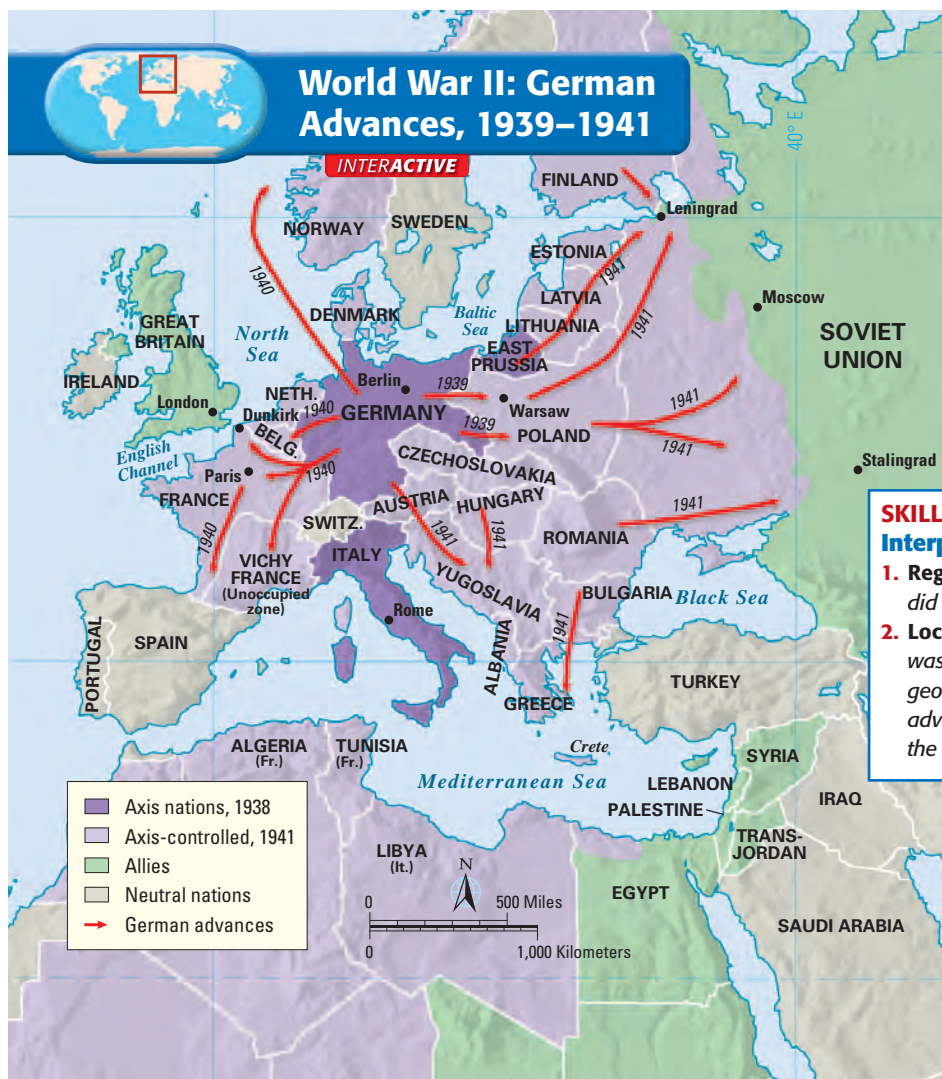 World War II: German
Advances, 1939–1941
INTERACTIVE
40° E
FINLAND
Leningrad
NORWAY
SWEDEN
ESTONIA
1941
1940
LATVIA
Moscow
DENMARK
Baltic
Sea
LITHUANIA
1941
GREAT
BRITAIN
North
Sea
EAST
PRUSSIA
SOVIET
UNION
IRELAND
Berlin
NETH.
1939
London
Dunkirk
1940
GERMANY
Warsaw
1941
BELG.
1939
POLAND
1941
English
Channel
CZECHOSLOVAKIA
Paris
1940
Stalingrad
FRANCE
AUSTRIA
HUNGARY
1941
SWITZ.
1941
1941
ROMANIA
1940
ITALY
VICHY
FRANCE
(Unoccupied
zone)
YUGOSLAVIA
BULGARIA
Black Sea
Rome
1941
PORTUGAL
SPAIN
ALBANIA
TURKEY
GREECE
ALGERIA
(Fr.)
TUNISIA
(Fr.)
Crete
SYRIA
Mediterranean Sea
LEBANON
PALESTINE
IRAQ
TRANS-
JORDAN
LIBYA
(It.)
EGYPT
SAUDI ARABIA
Axis nations, 1938
Axis-controlled, 1941
Allies
Neutral nations
German advances
N
0 500 Miles
0 1,000 Kilometers
SKILL
Interp
1. Reg
did
2. Loc
was
geo
adv
the